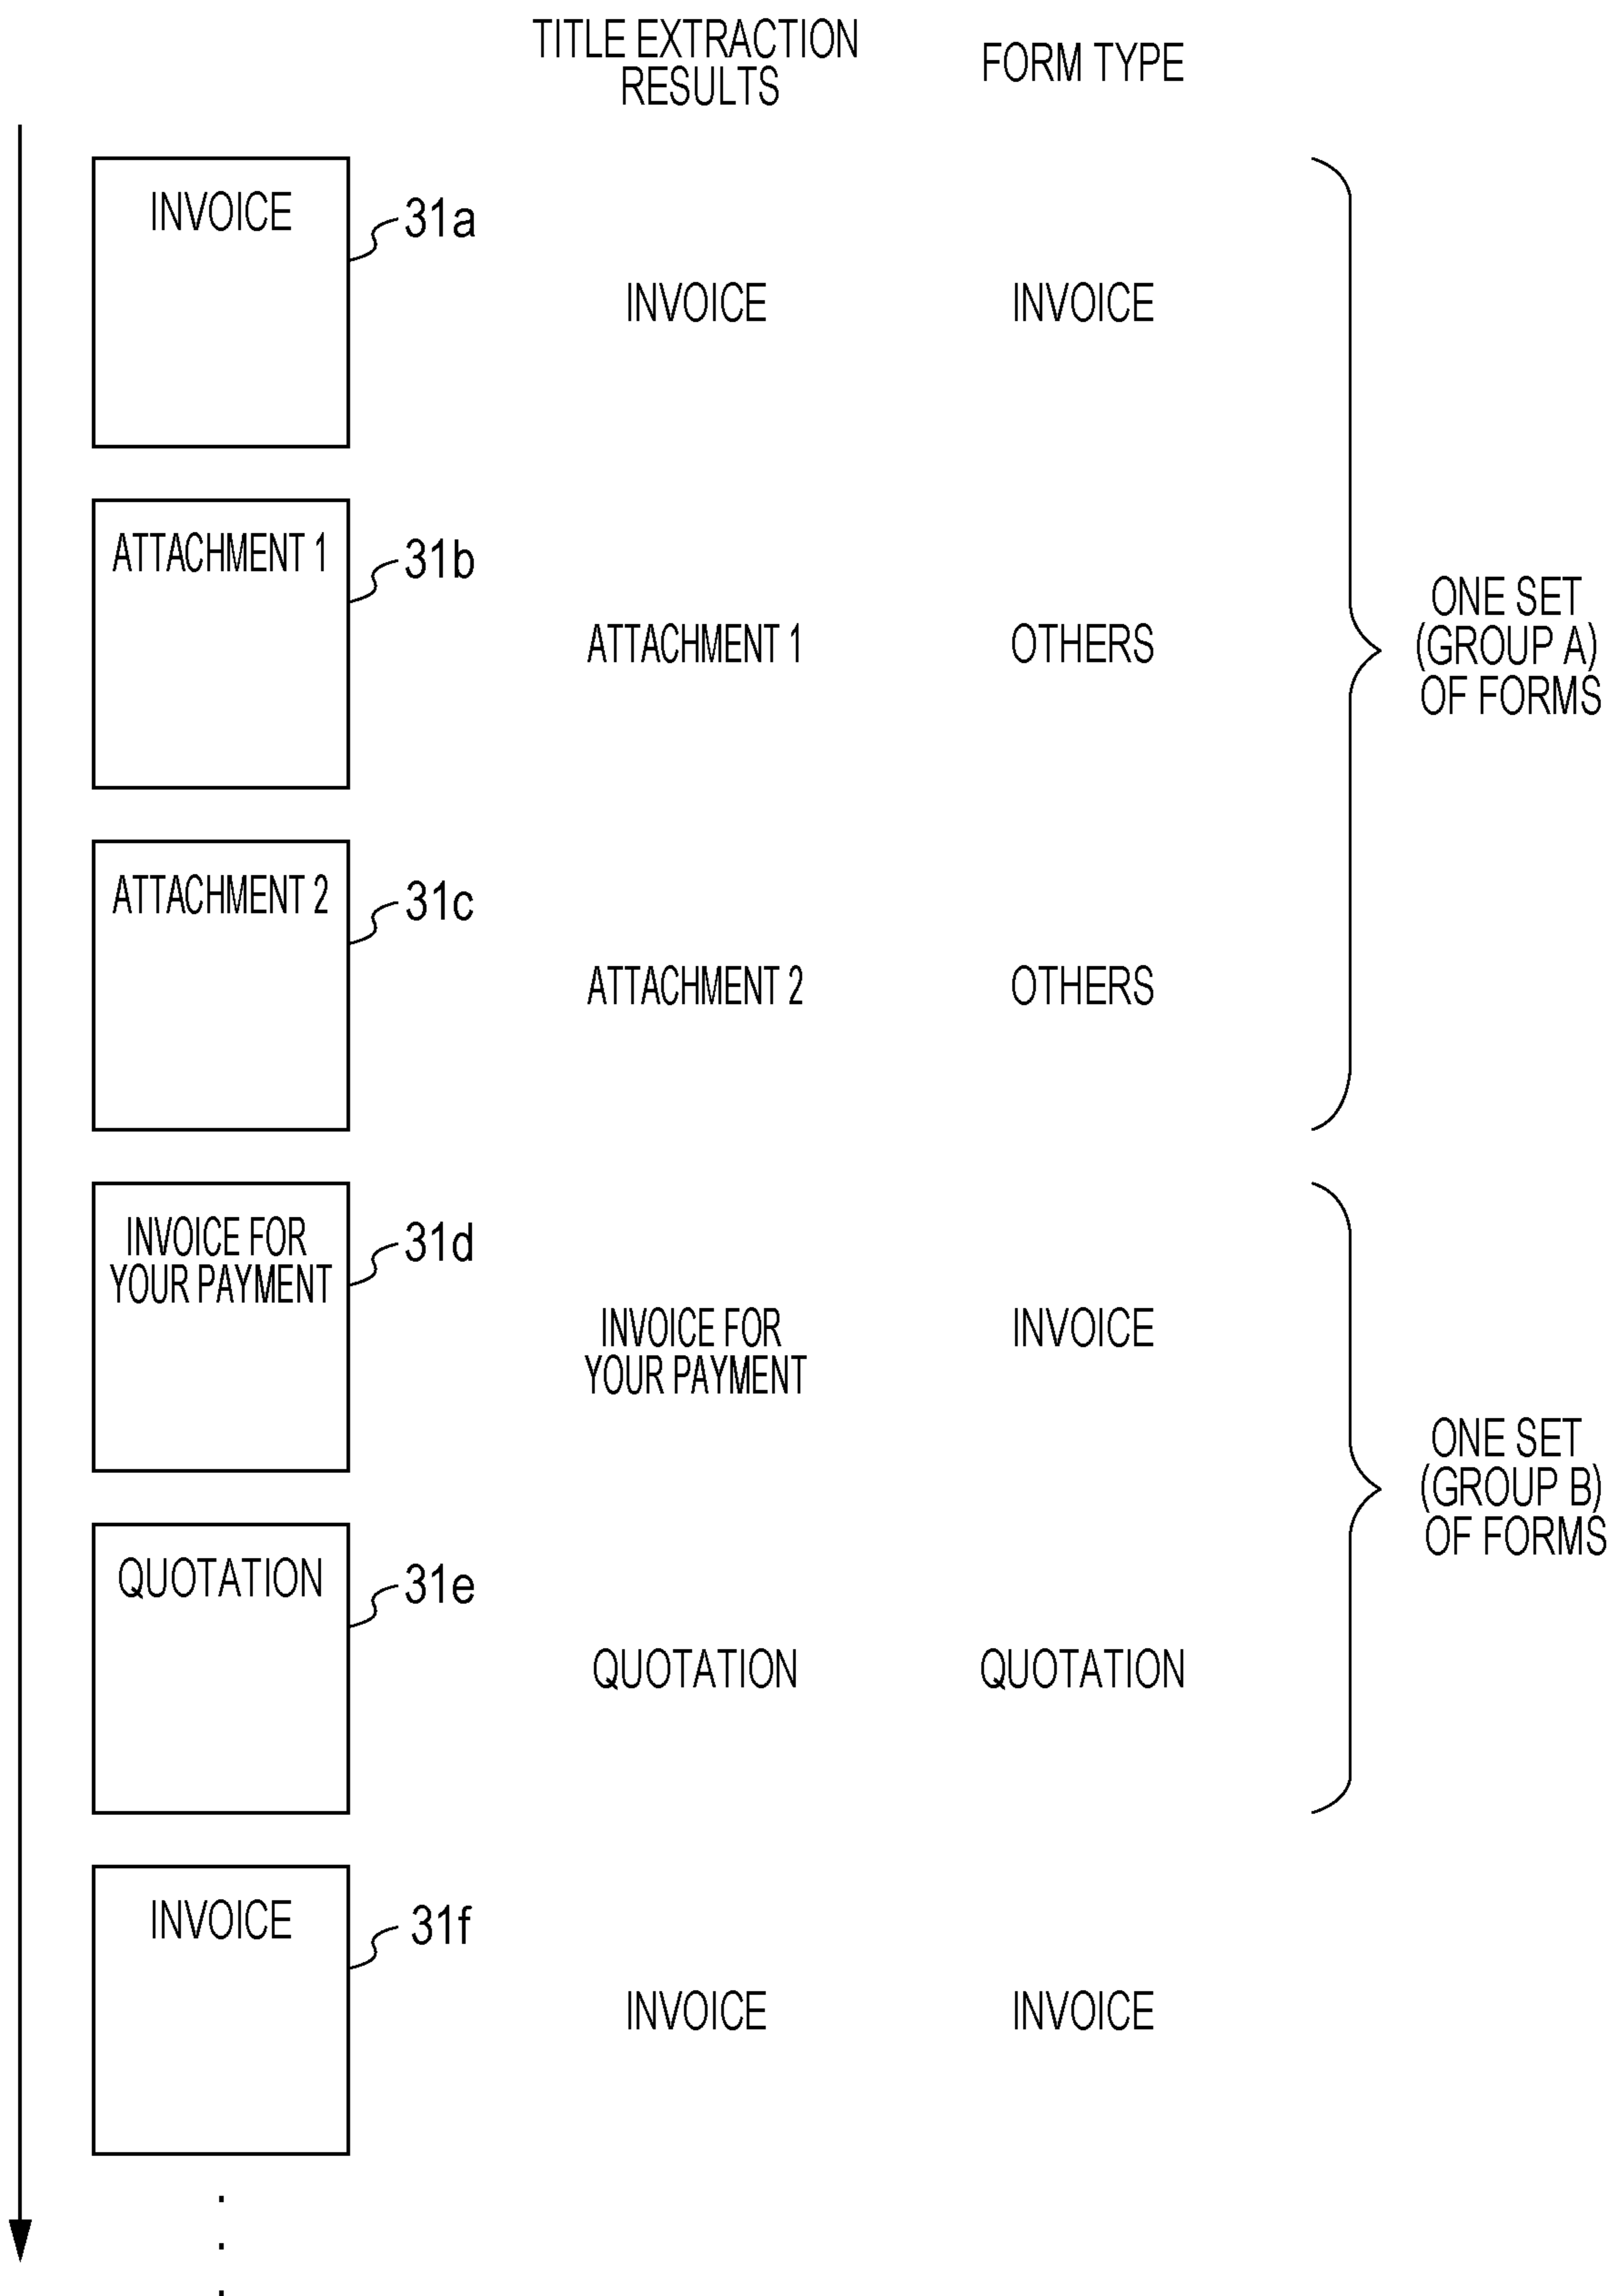 TITLE EXTRACTION
RESULTS
FORM TYPE
INVOICE
31a
INVOICE
INVOICE
ATTACHMENT 1
31b
ATTACHMENT 1
OTHERS
ONE SET
(GROUP A)
OF FORMS
ATTACHMENT 2
31c
ATTACHMENT 2
OTHERS
INVOICE FOR
YOUR PAYMENT
31d
INVOICE FOR
YOUR PAYMENT
INVOICE
ONE SET
(GROUP B)
OF FORMS
QUOTATION
31e
QUOTATION
QUOTATION
INVOICE
31f
INVOICE
INVOICE